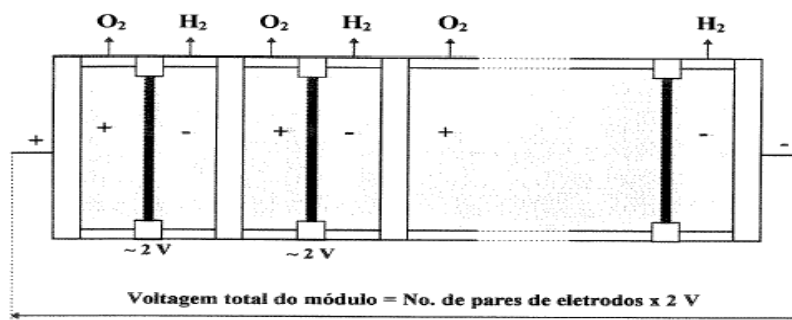 O₂ H₂ O₂ H₂ O₂ H₂
+ + - + - + - -
~ 2 V ~ 2 V
Voltagem total do módulo = No. de pares de eletrodos x 2 V